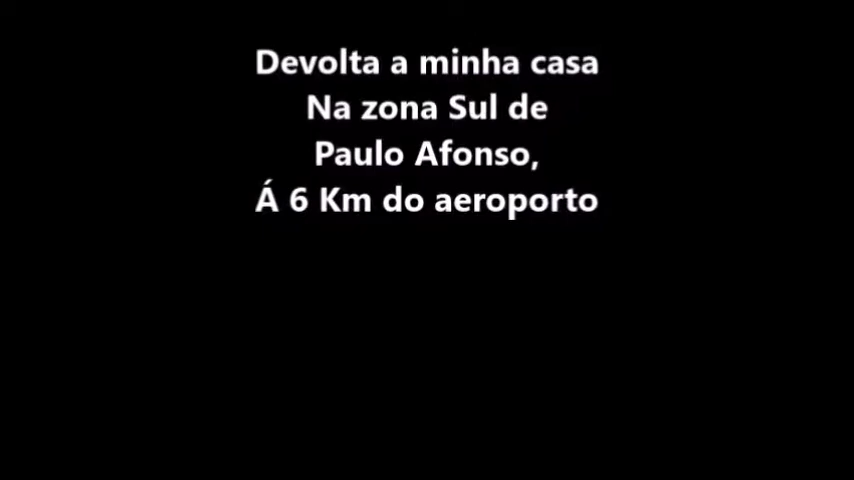 Devolta a minha casa
Na zona Sul de
Paulo Afonso,
Á 6 Km do aeroporto